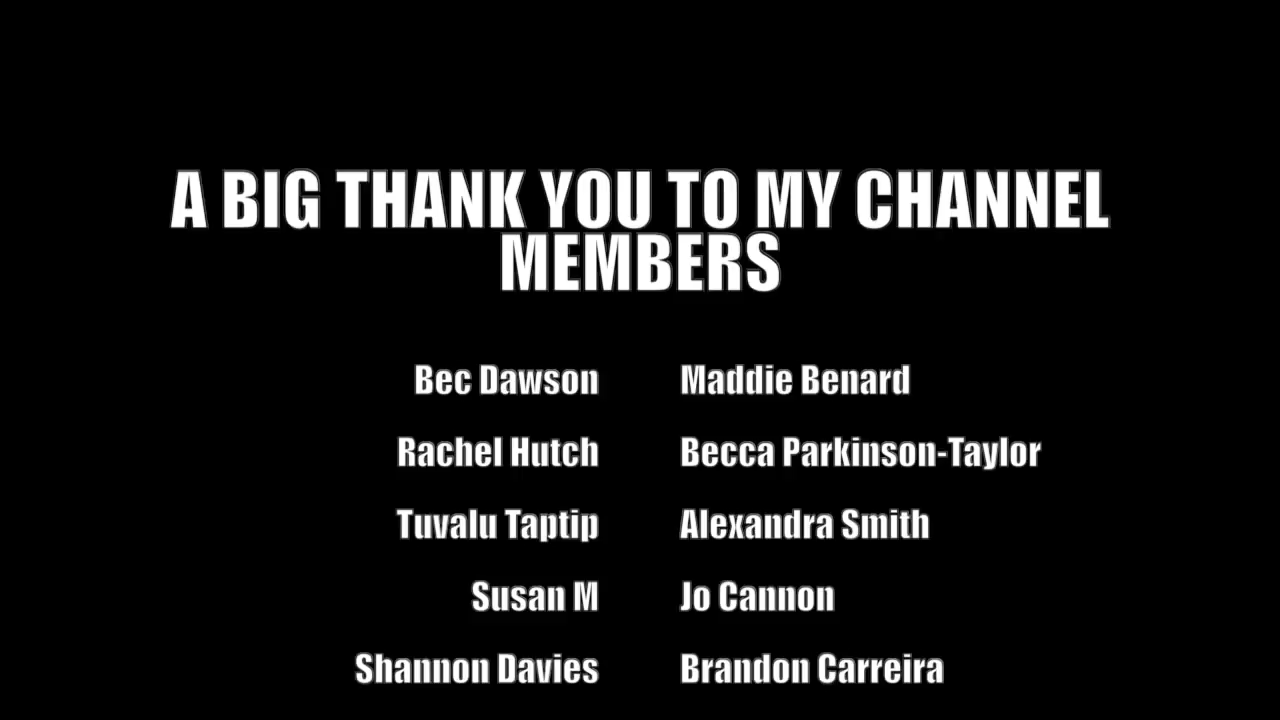 A BIG THANK YOU TO MY CHANNEL
MEMBERS
Bec Dawson Maddie Benard
Rachel Hutch Becca Parkinson-Taylor
Tuvalu Taptip Alexandra Smith
Susan M Jo Cannon
Shannon Davies Brandon Carreira